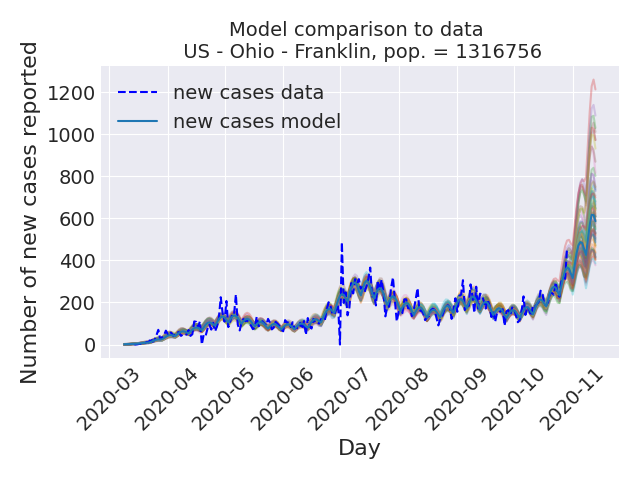 Model comparison to data
US - Ohio - Franklin, pop. = 1316756
new cases data
new cases model
Number of new cases reported
1200
1000
800
600
400
200
0
2020-03
2020-04
2020-05
2020-06
2020-07
2020-08
2020-09
2020-10
2020-11
Day